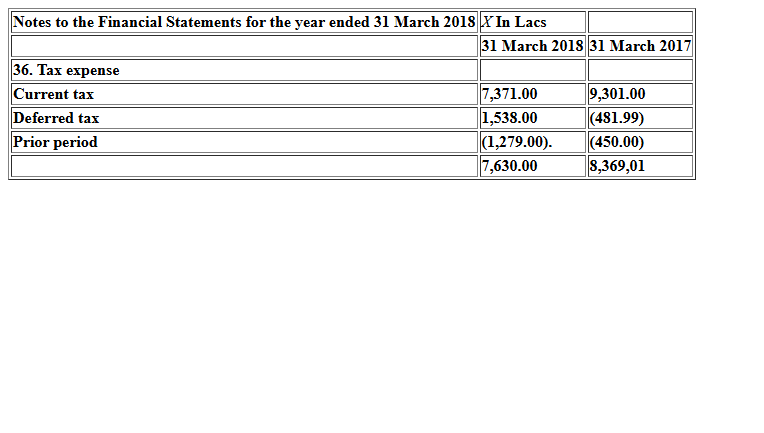 Notes to the Financial Statements for the year ended 31 March 2018 X In Lacs
31 March 2018 31 March 2017
36. Tax expense
Current tax 7,371.00 9,301.00
Deferred tax 1,538.00 (481.99)
Prior period (1,279.00). (450.00)
7,630.00 8,369,01